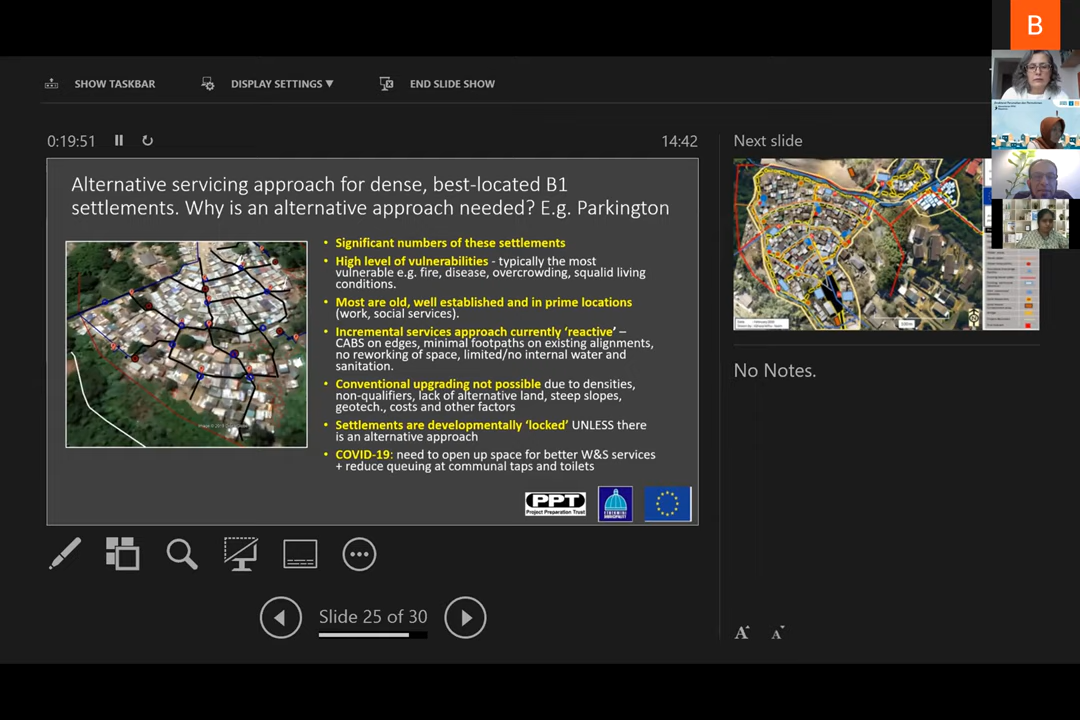 B
SHOW TASKBAR
DISPLAY SETTINGS ▼
END SLIDE SHOW
0:19:51
14:42
Next slide
Alternative servicing approach for dense, best-located B1
settlements. Why is an alternative approach needed? E.g. Parkington
• Significant numbers of these settlements
• High level of vulnerabilities - typically the most
vulnerable e.g. fire, disease, overcrowding, squalid living
conditions.
• Most are old, well established and in prime locations
(work, social services).
• Incremental services approach currently ‘reactive’ –
CABS on edges, minimal footpaths on existing alignments,
no reworking of space, limited/no internal water and
sanitation.
• Conventional upgrading not possible due to densities,
non-qualifiers, lack of alternative land, steep slopes,
geotech., costs and other factors
• Settlements are developmentally ‘locked’ UNLESS there
is an alternative approach
• COVID-19: need to open up space for better W&S services
+ reduce queuing at communal taps and toilets
PPT
Project Preparation Trust
No Notes.
Slide 25 of 30
A A